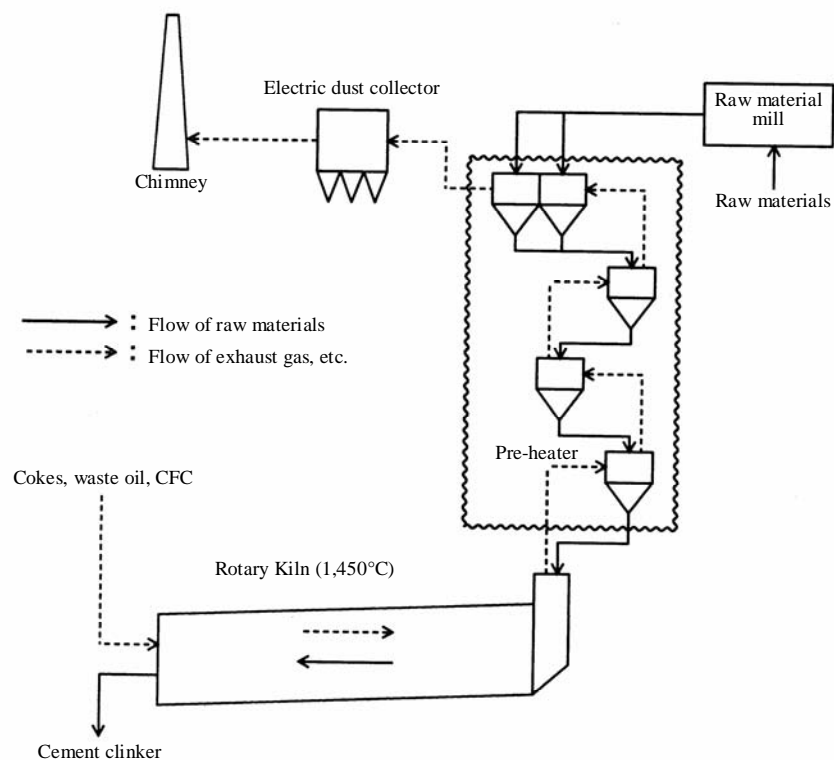 Electric dust collector
Raw material
mill
Chimney
Raw materials
: Flow of raw materials
: Flow of exhaust gas, etc.
Pre-heater
Cokes, waste oil, CFC
Rotary Kiln (1,450°C)
Cement clinker